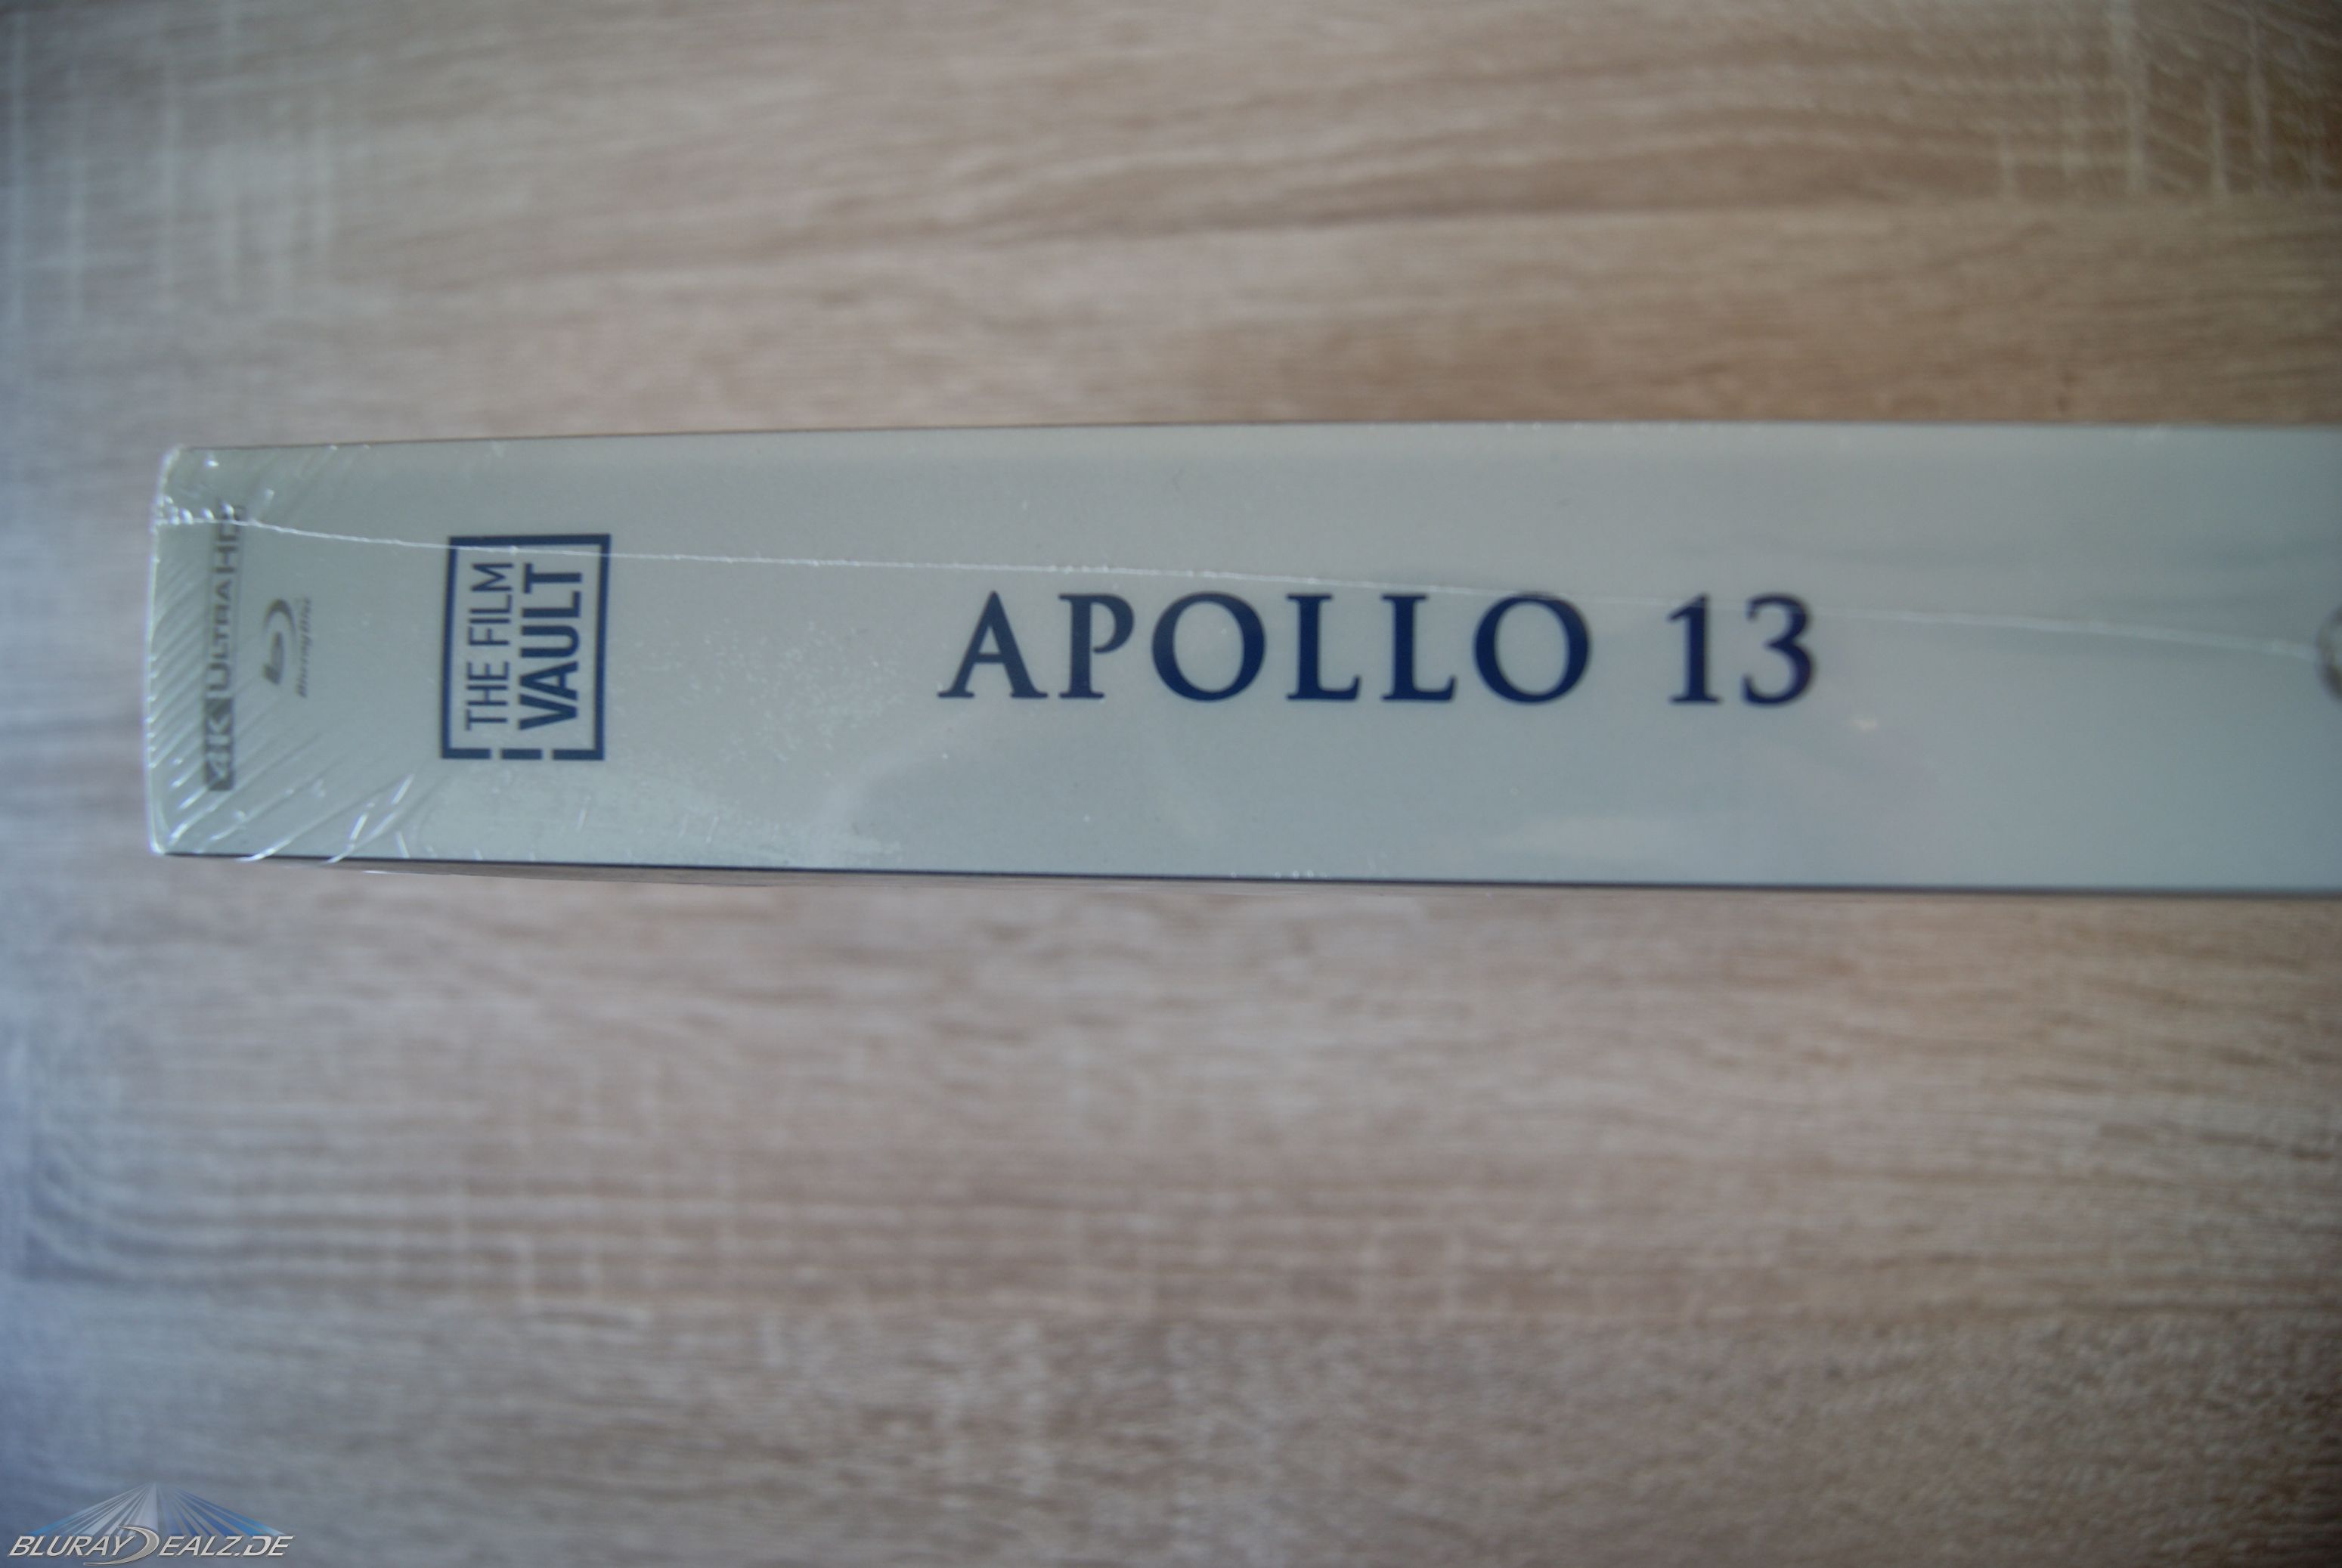 4K ULTRA HD
Blu-ray Disc
THE FILM
VAULT
APOLLO 13
BLURAYDEALZ.DE